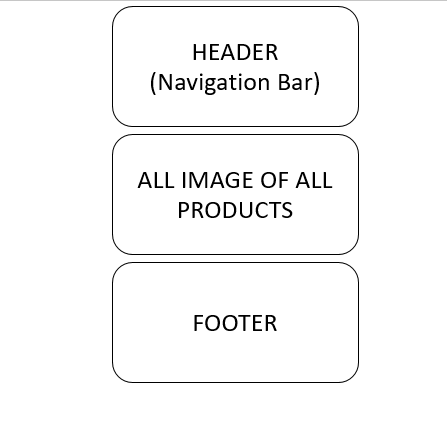 HEADER
(Navigation Bar)
ALL IMAGE OF ALL
PRODUCTS
FOOTER